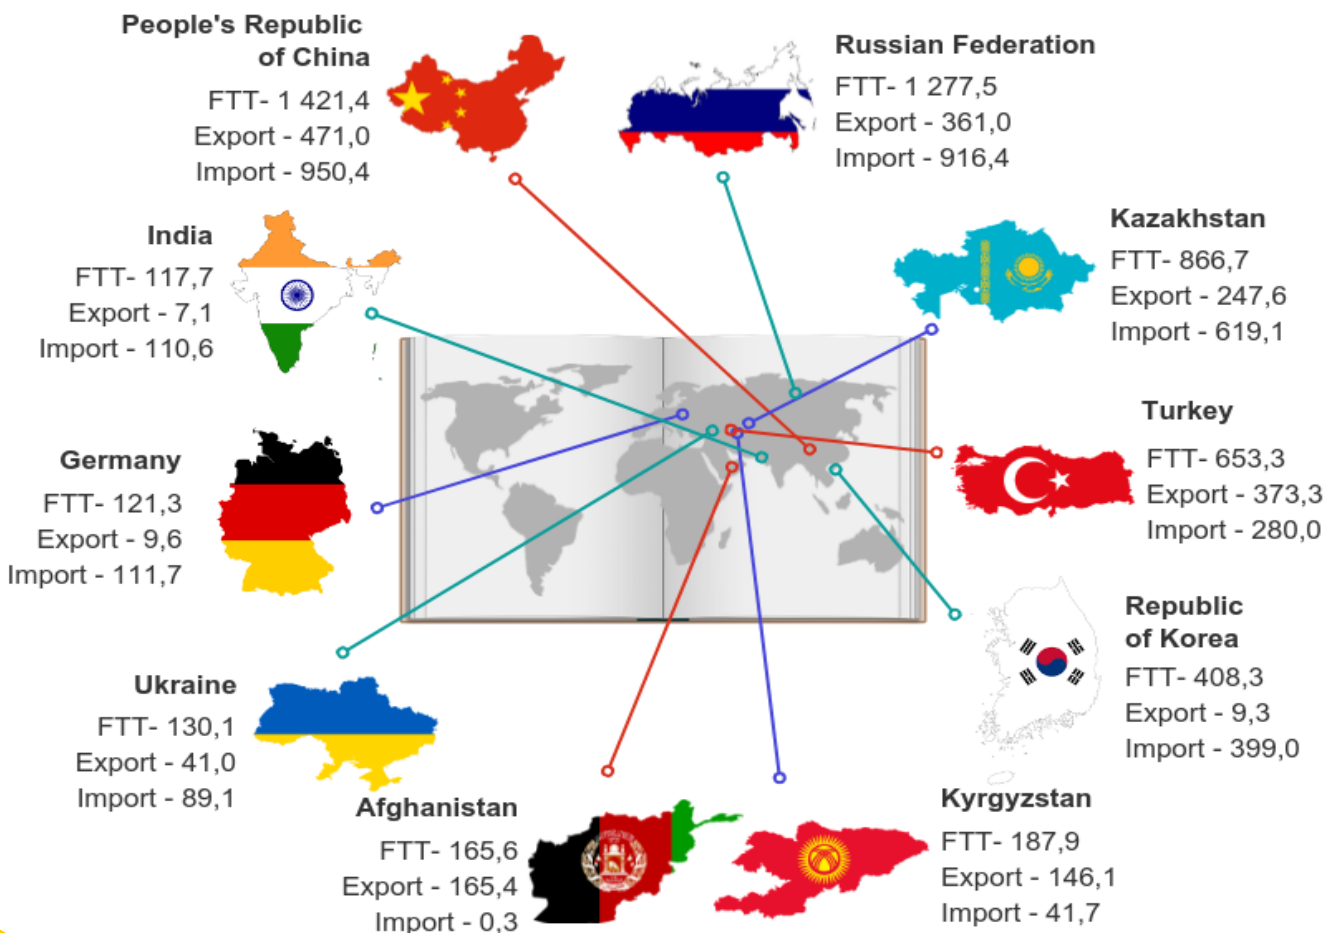 People's Republic
of China
FTT- 1 421,4
Export - 471,0
Import - 950,4
Russian Federation
FTT- 1 277,5
Export - 361,0
Import - 916,4
India
FTT- 117,7
Export - 7,1
Import - 110,6
Kazakhstan
FTT- 866,7
Export - 247,6
Import - 619,1
Germany
FTT- 121,3
Export - 9,6
Import - 111,7
Turkey
FTT- 653,3
Export - 373,3
Import - 280,0
Ukraine
FTT- 130,1
Export - 41,0
Import - 89,1
Republic
of Korea
FTT- 408,3
Export - 9,3
Import - 399,0
Afghanistan
FTT- 165,6
Export - 165,4
Import - 0,3
Kyrgyzstan
FTT- 187,9
Export - 146,1
Import - 41,7